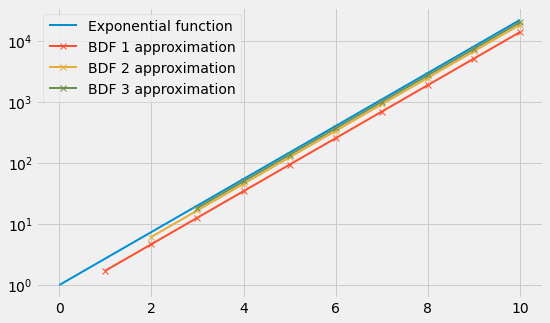 Exponential function
BDF 1 approximation
BDF 2 approximation
BDF 3 approximation
10⁴
10³
10²
10¹
10⁰
0 2 4 6 8 10